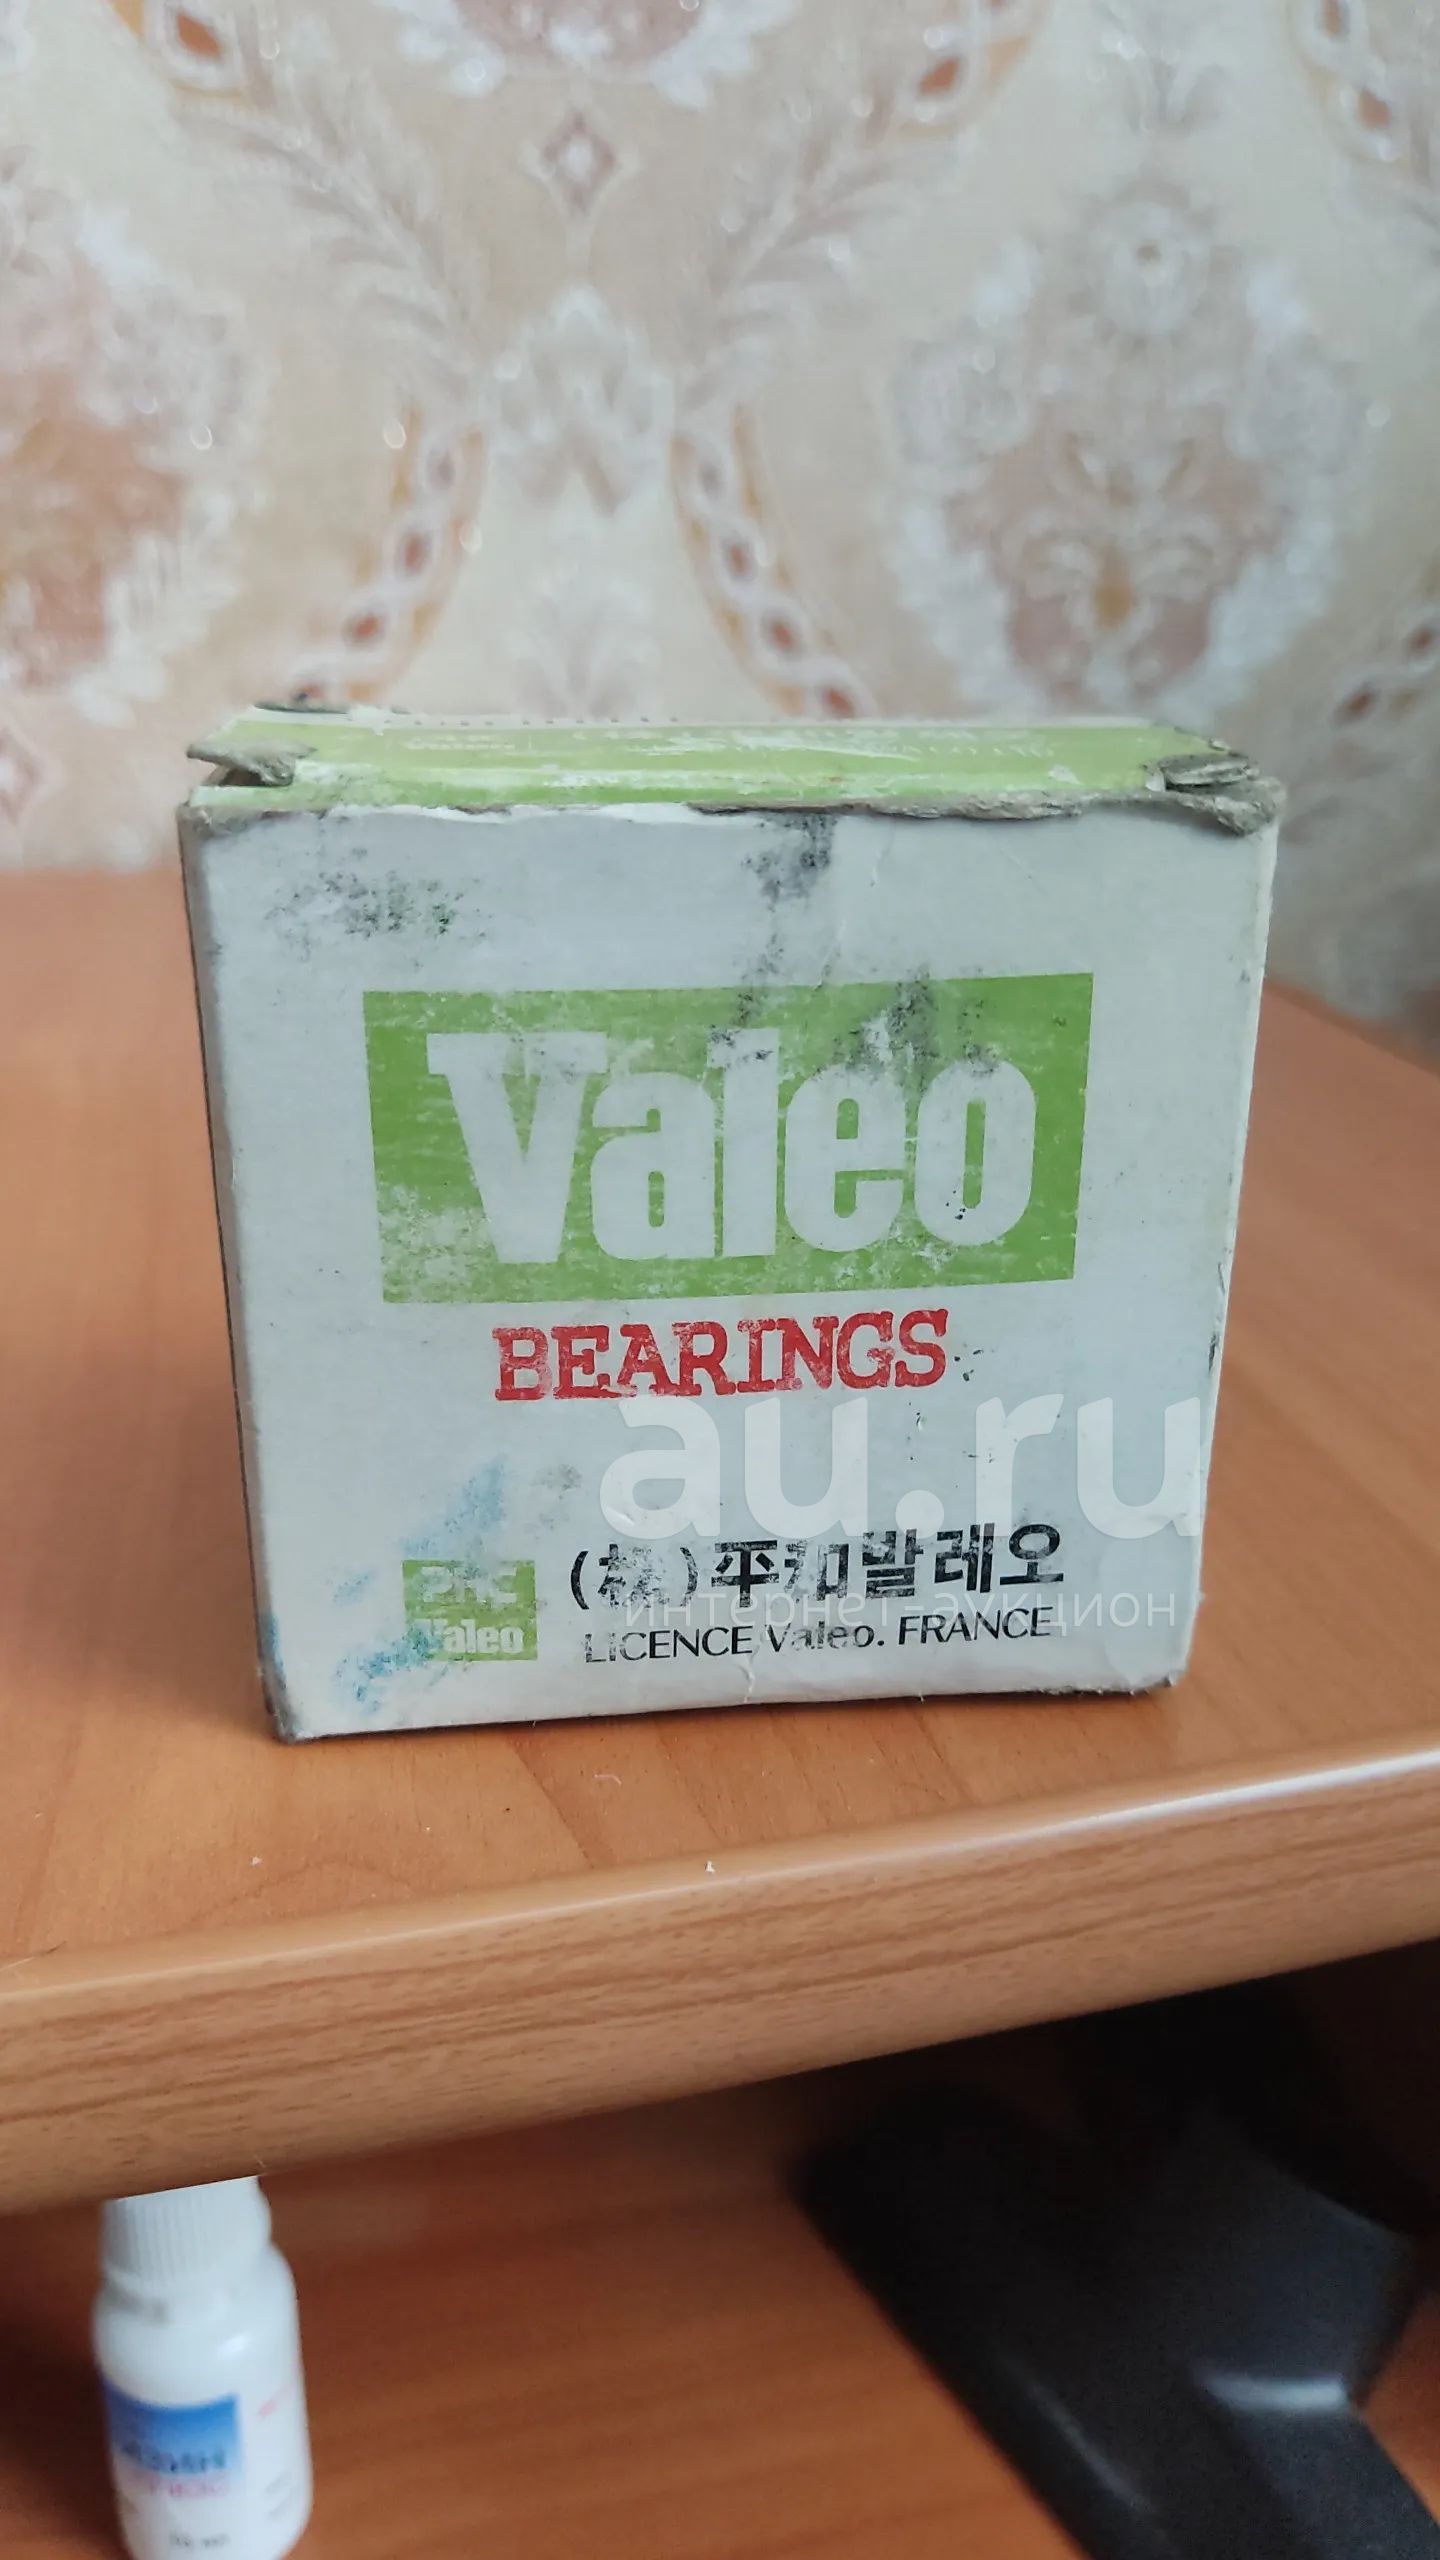 Valeo
BEARINGS
au.ru
(株)平和발레오
интернет-аукцион
Valeo
LICENCE Valeo. FRANCE